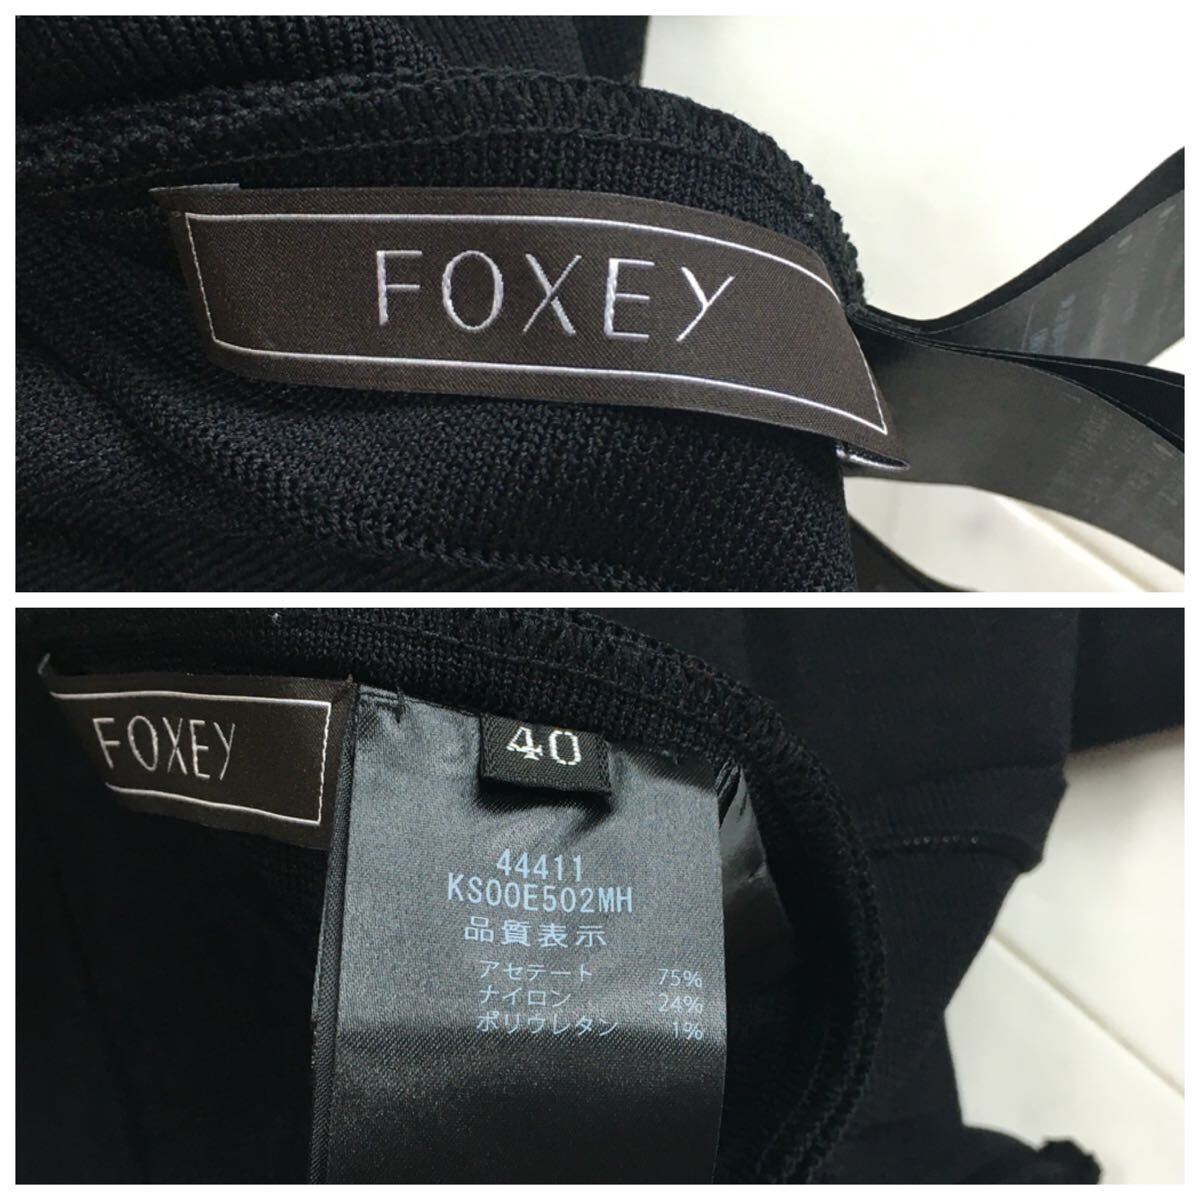 FOXEY
FOXEY
40
44411
KS00E502MH
品質表示
アセテート 75%
ナイロン 24%
ポリウレタン 1%